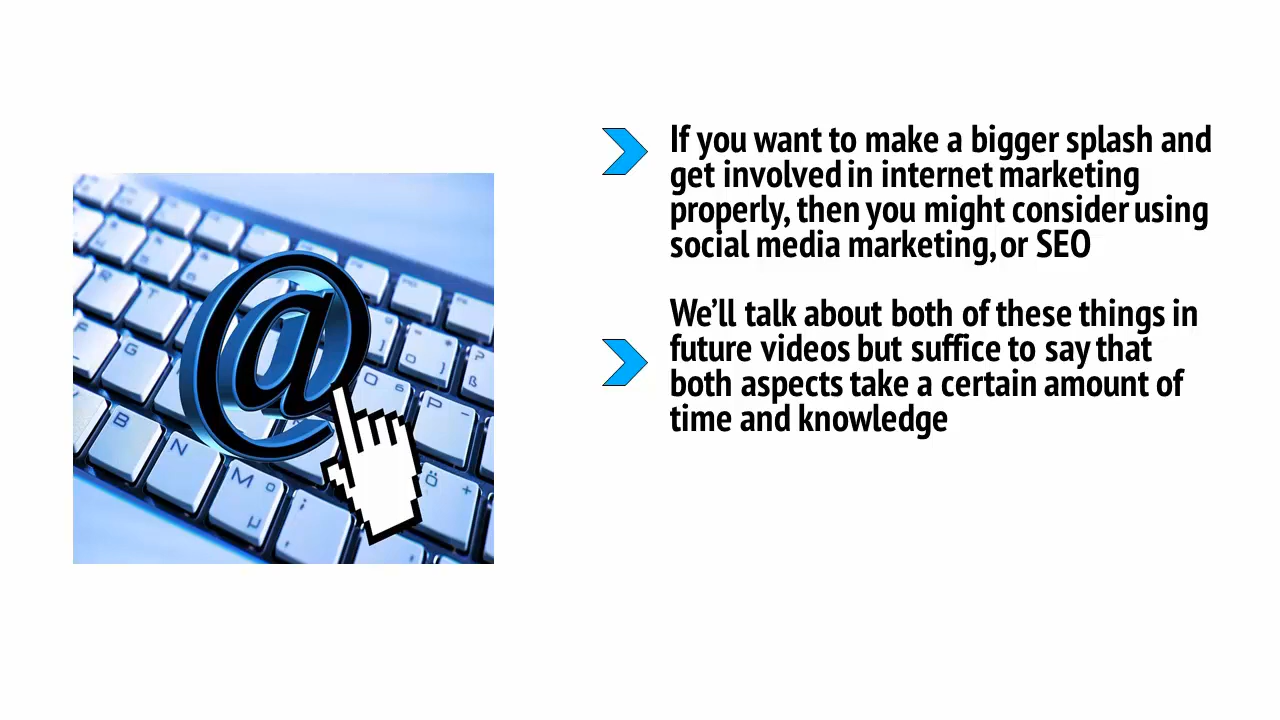 If you want to make a bigger splash and
get involved in internet marketing
properly, then you might consider using
social media marketing, or SEO
We’ll talk about both of these things in
future videos but suffice to say that
both aspects take a certain amount of
time and knowledge
@
R
T
F
G
B
N
M
µ
O
P
Ö
+
ß
?